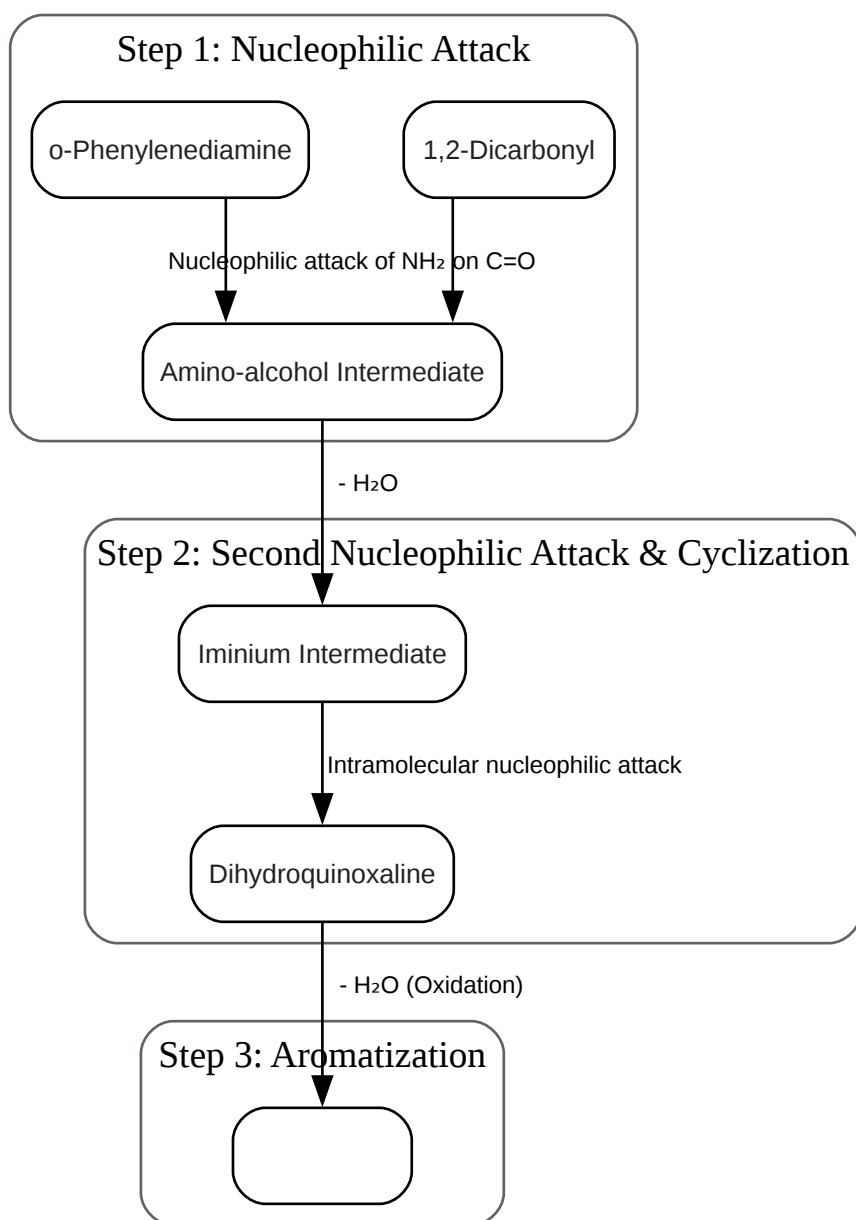 Step 1: Nucleophilic Attack
o-Phenylenediamine
1,2-Dicarbonyl
Nucleophilic attack of NH₂ on C=O
Amino-alcohol Intermediate
- H₂O
Step 2: Second Nucleophilic Attack & Cyclization
Iminium Intermediate
Intramolecular nucleophilic attack
Dihydroquinoxaline
- H₂O (Oxidation)
Step 3: Aromatization